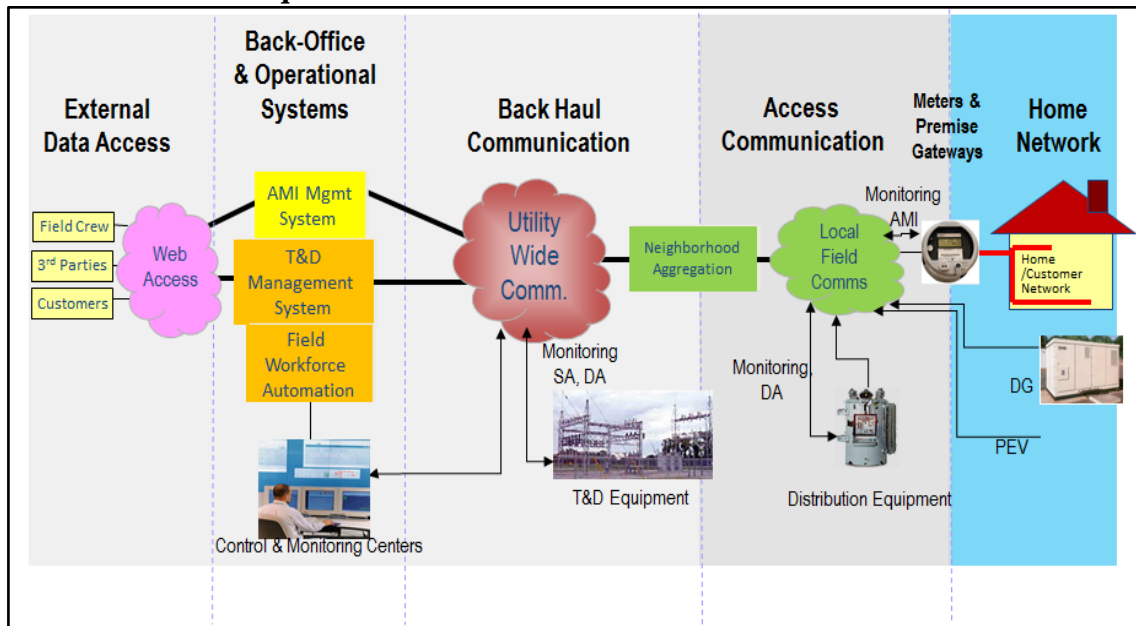 External
Data Access
Back-Office
& Operational
Systems
Back Haul
Communication
Access
Communication
Meters &
Premise
Gateways
Home
Network
Field Crew
3rd Parties
Customers
Web
Access
AMI Mgmt
System
T&D
Management
System
Field
Workforce
Automation
Control & Monitoring Centers
Utility
Wide
Comm.
Monitoring
SA, DA
T&D Equipment
Neighborhood
Aggregation
Local
Field
Comms
Monitoring
AMI
Monitoring,
DA
Distribution Equipment
Home
/Customer
Network
DG
PEV